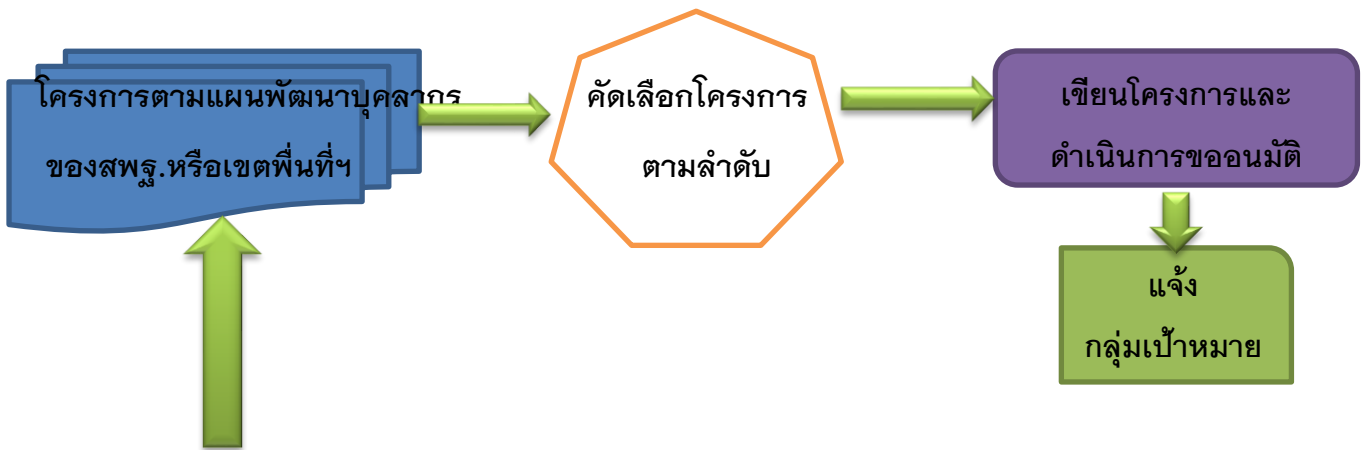 โครงการตามแผนพัฒนาบุคลากร
ของสพฐ.หรือเขตพื่นที่ฯ
คัดเลือกโครงการ
ตามลำดับ
เขียนโครงการและ
ดำเนินการขออนมัติ
แจ้ง
กลุ่มเป้าหมาย